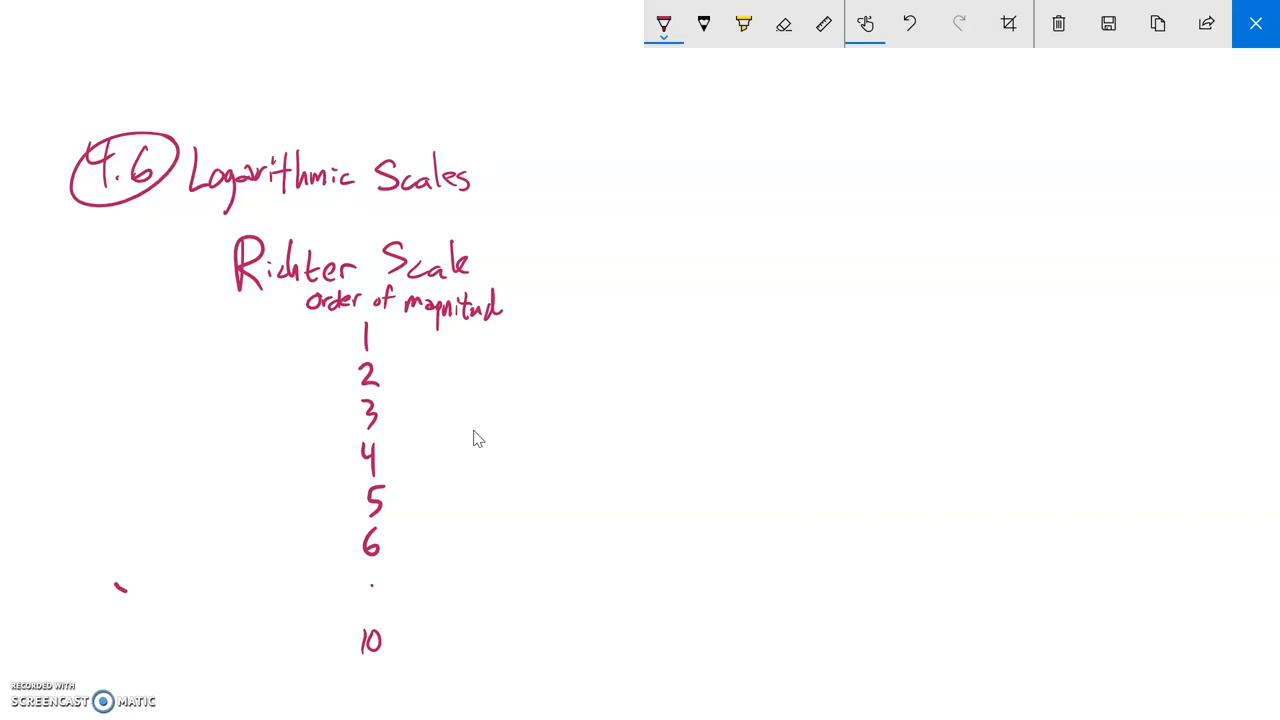 4.6 Logarithmic Scales
Richter Scale
order of magnitud
1
2
3
4
5
6
.
10
RECORDED WITH
SCREENCAST MATIC